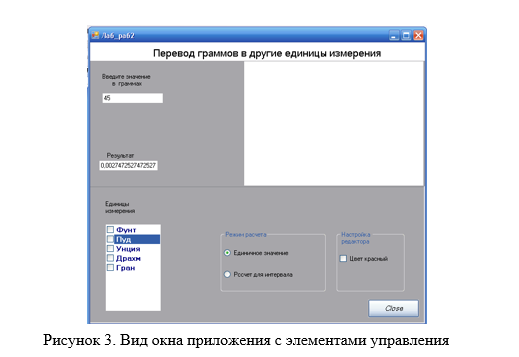 Лаб_раб2
Перевод граммов в другие единицы измерения
Введите значение
в граммах
45
Результат
0,0027472527472527
Единицы
измерения
Фунт
Пуд
Унция
Драхм
Гран
Режим расчета
Единичное значение
Рссчет для интервала
Настройка
редактора
Цвет красный
Close
Рисунок 3. Вид окна приложения с элементами управления